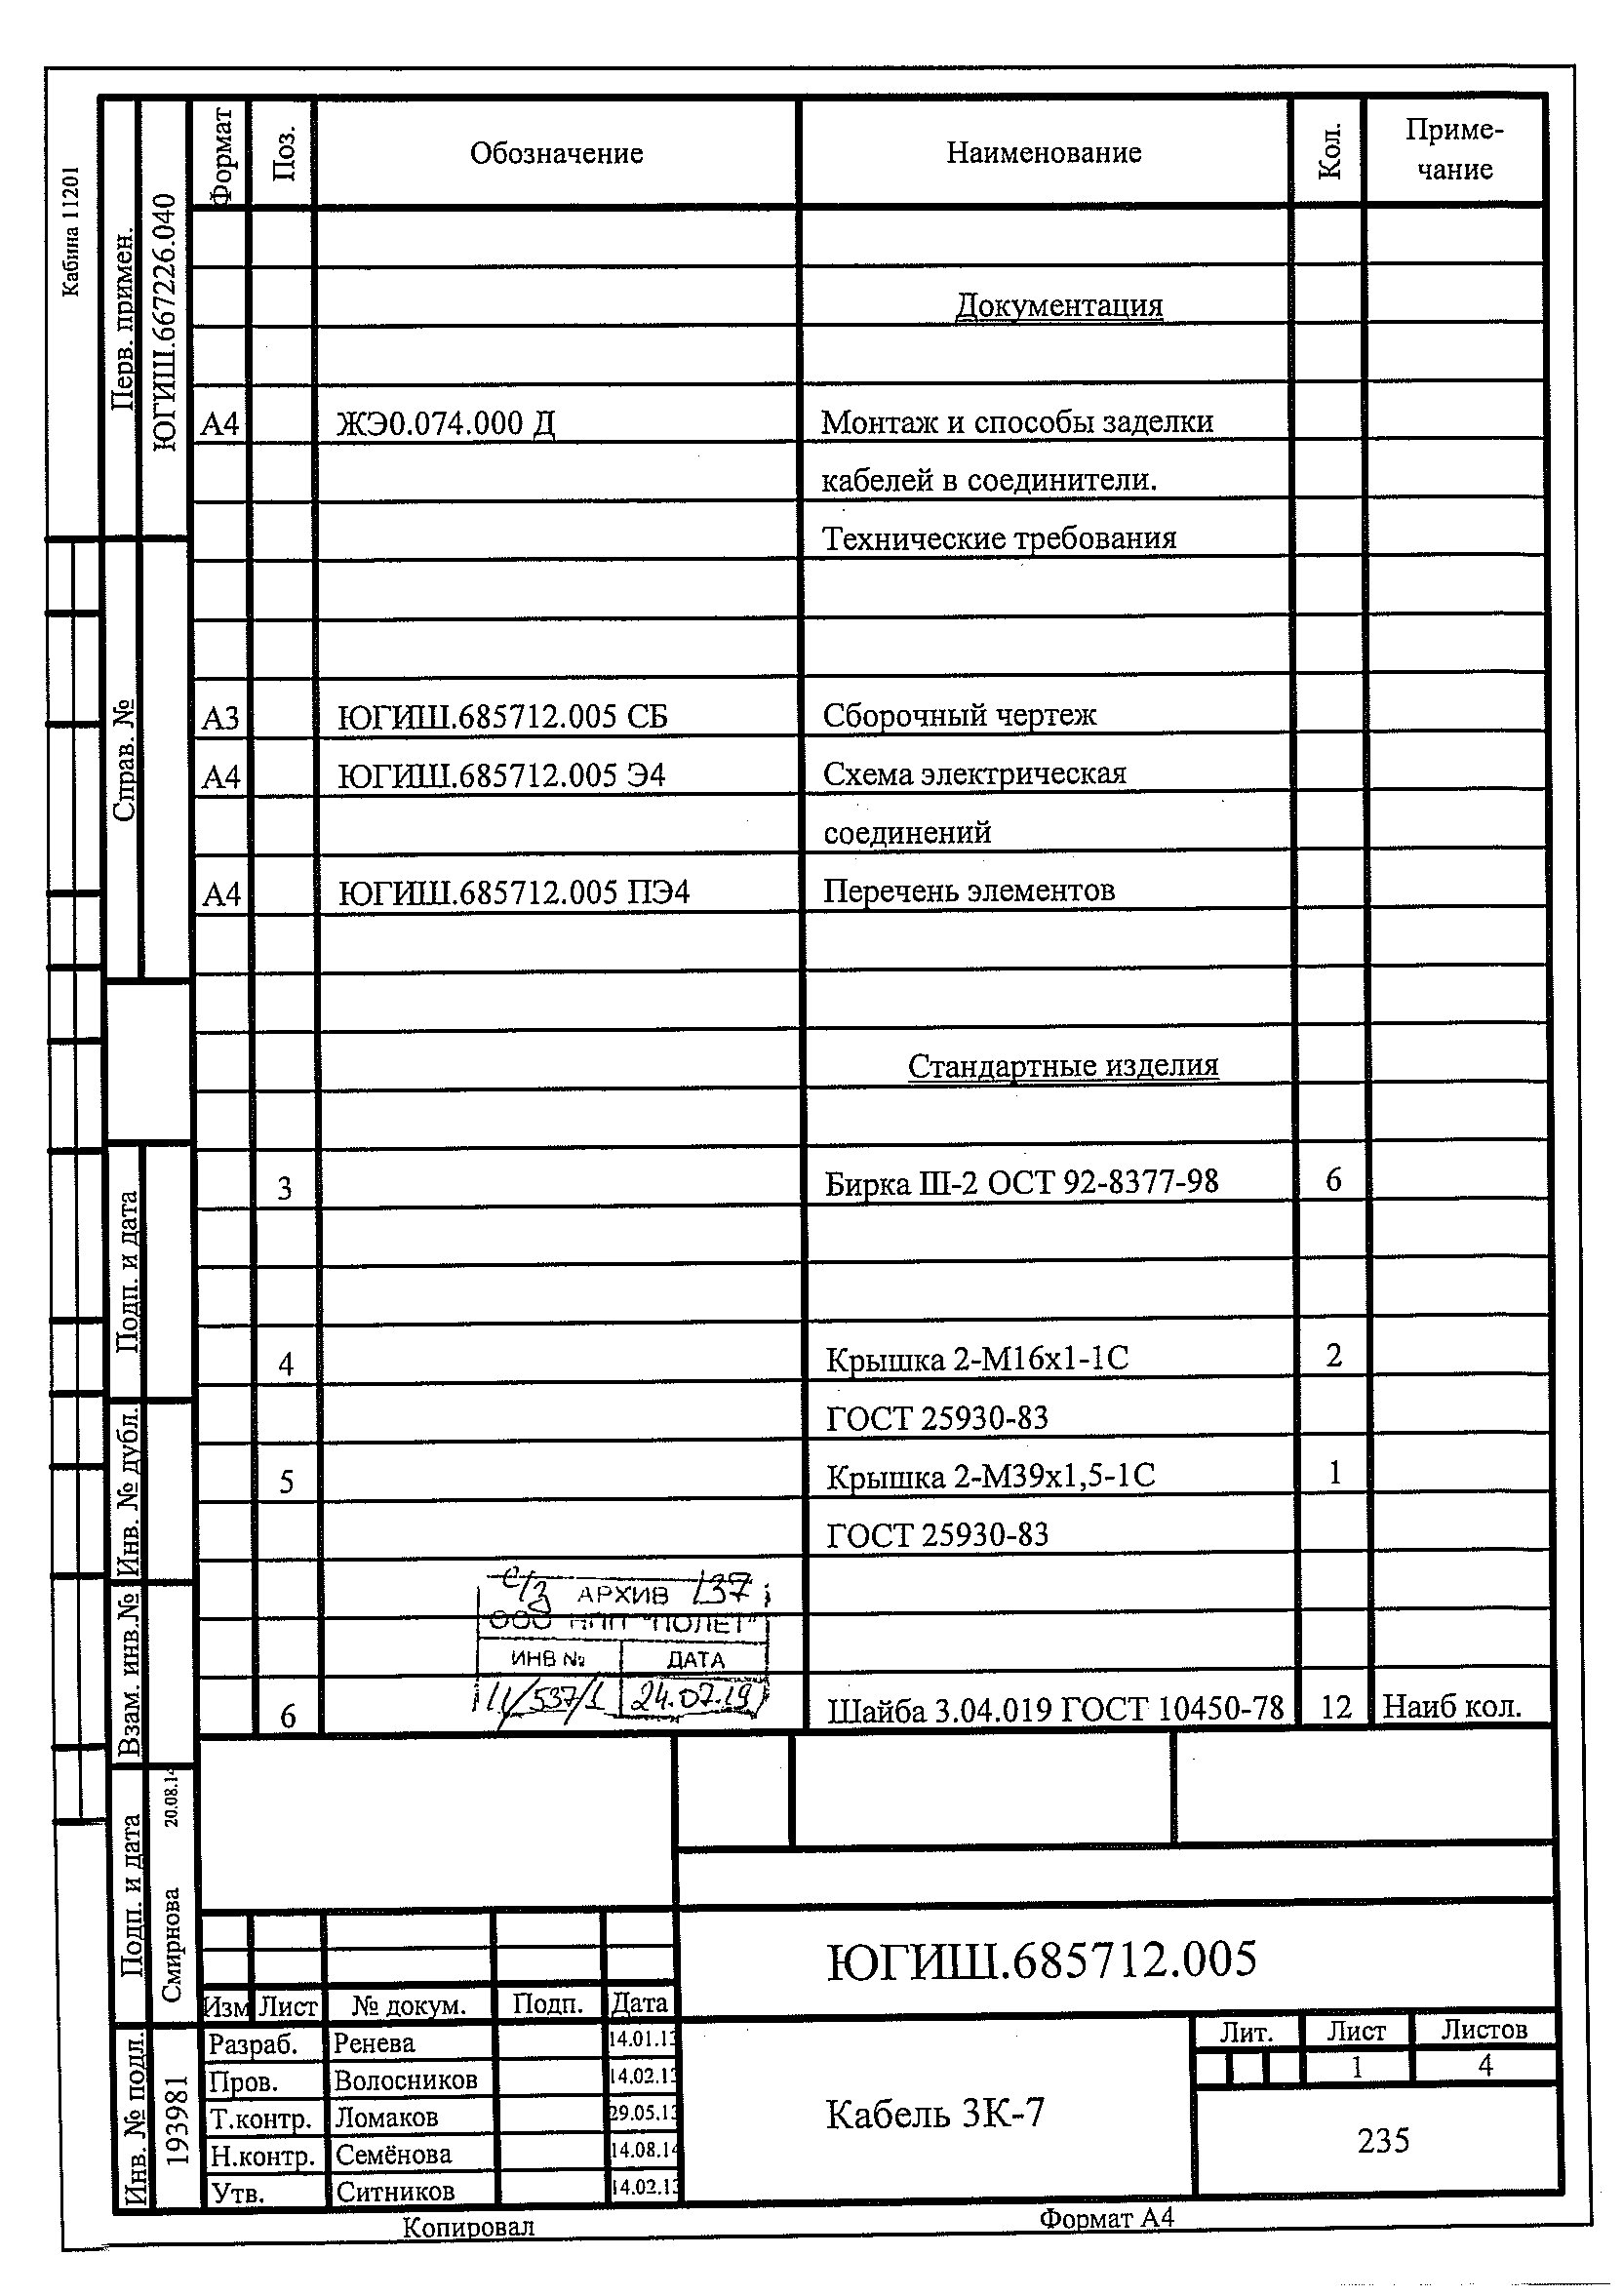 Кабина 11201
Перв. примен.
ЮГИШ.667226.040
Справ. №
Подп. и дата
Инв. № дубл.
Взам. инв.№
Подп. и дата
Смирнова 20.08.14
Инв. № подл.
193981
Формат Поз. Обозначение Наименование Кол. Приме-
чание
Документация
А4 ЖЭ0.074.000 Д Монтаж и способы заделки
кабелей в соединители.
Технические требования
А3 ЮГИШ.685712.005 СБ Сборочный чертеж
А4 ЮГИШ.685712.005 Э4 Схема электрическая
соединений
А4 ЮГИШ.685712.005 ПЭ4 Перечень элементов
Стандартные изделия
3 Бирка Ш-2 ОСТ 92-8377-98 6
4 Крышка 2-М16х1-1С 2
ГОСТ 25930-83
5 Крышка 2-М39х1,5-1С 1
ГОСТ 25930-83
АРХИВ 137
ООО НПП "ПОЛЕТ"
ИНВ № ДАТА
11/537/1 24.07.19
6 Шайба 3.04.019 ГОСТ 10450-78 12 Наиб кол.
ЮГИШ.685712.005
Изм Лист № докум. Подп. Дата
Разраб. Ренева 14.01.13
Пров. Волосников 14.02.13
Т.контр. Ломаков 29.05.13
Н.контр. Семёнова 14.08.14
Утв. Ситников 14.02.13
Кабель 3К-7
Лит. Лист Листов
1 4
235
Копировал Формат А4